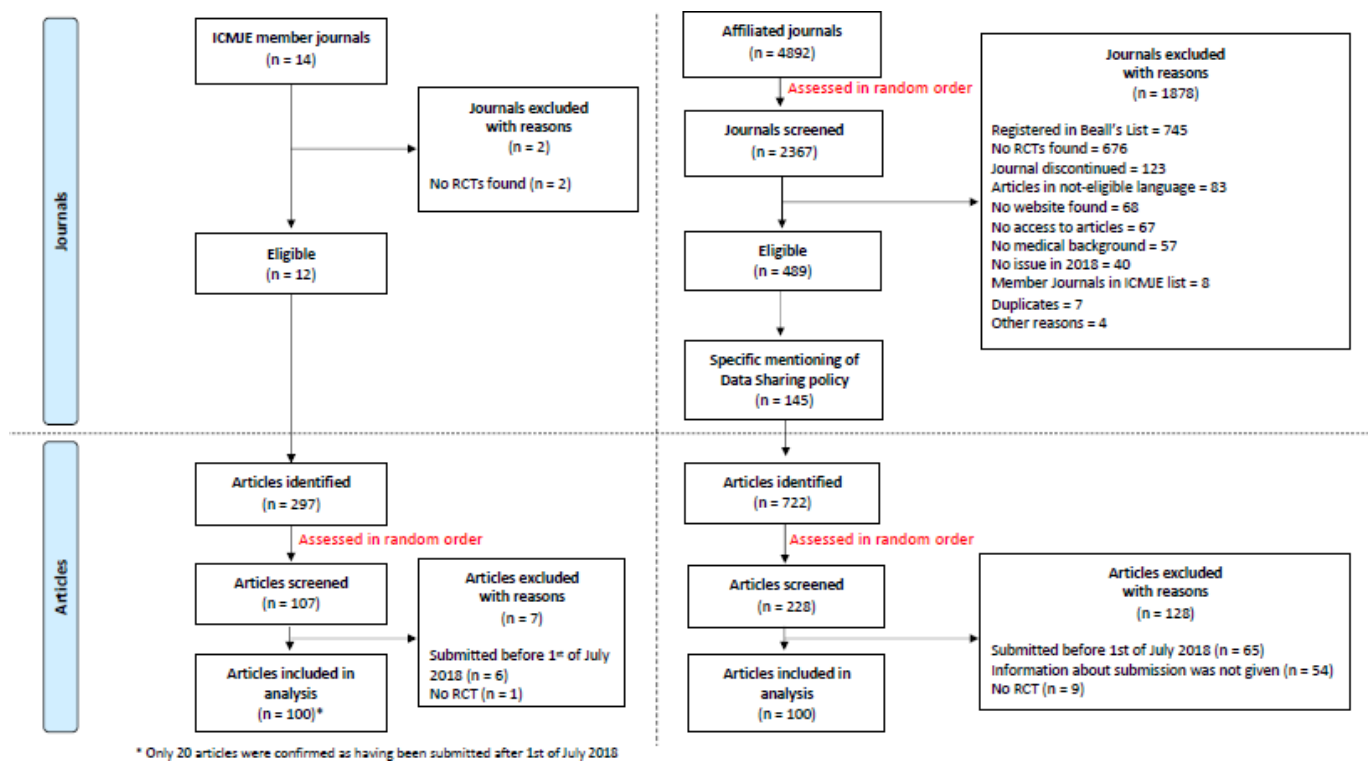 Journals
ICMJE member journals
(n = 14)
Journals excluded
with reasons
(n = 2)
No RCTs found (n = 2)
Eligible
(n = 12)
Affiliated journals
(n = 4892)
Assessed in random order
Journals screened
(n = 2367)
Journals excluded
with reasons
(n = 1878)
Registered in Beall's List = 745
No RCTs found = 676
Journal discontinued = 123
Articles in not-eligible language = 83
No website found = 68
No access to articles = 67
No medical background = 57
No issue in 2018 = 40
Member Journals in ICMJE list = 8
Duplicates = 7
Other reasons = 4
Eligible
(n = 489)
Specific mentioning of
Data Sharing policy
(n = 145)
Articles
Articles identified
(n = 297)
Assessed in random order
Articles screened
(n = 107)
Articles excluded
with reasons
(n = 7)
Submitted before 1st of July
2018 (n = 6)
No RCT (n = 1)
Articles included in
analysis
(n = 100)*
* Only 20 articles were confirmed as having been submitted after 1st of July 2018
Articles identified
(n = 722)
Assessed in random order
Articles screened
(n = 228)
Articles excluded
with reasons
(n = 128)
Submitted before 1st of July 2018 (n = 65)
Information about submission was not given (n = 54)
No RCT (n = 9)
Articles included in
analysis
(n = 100)